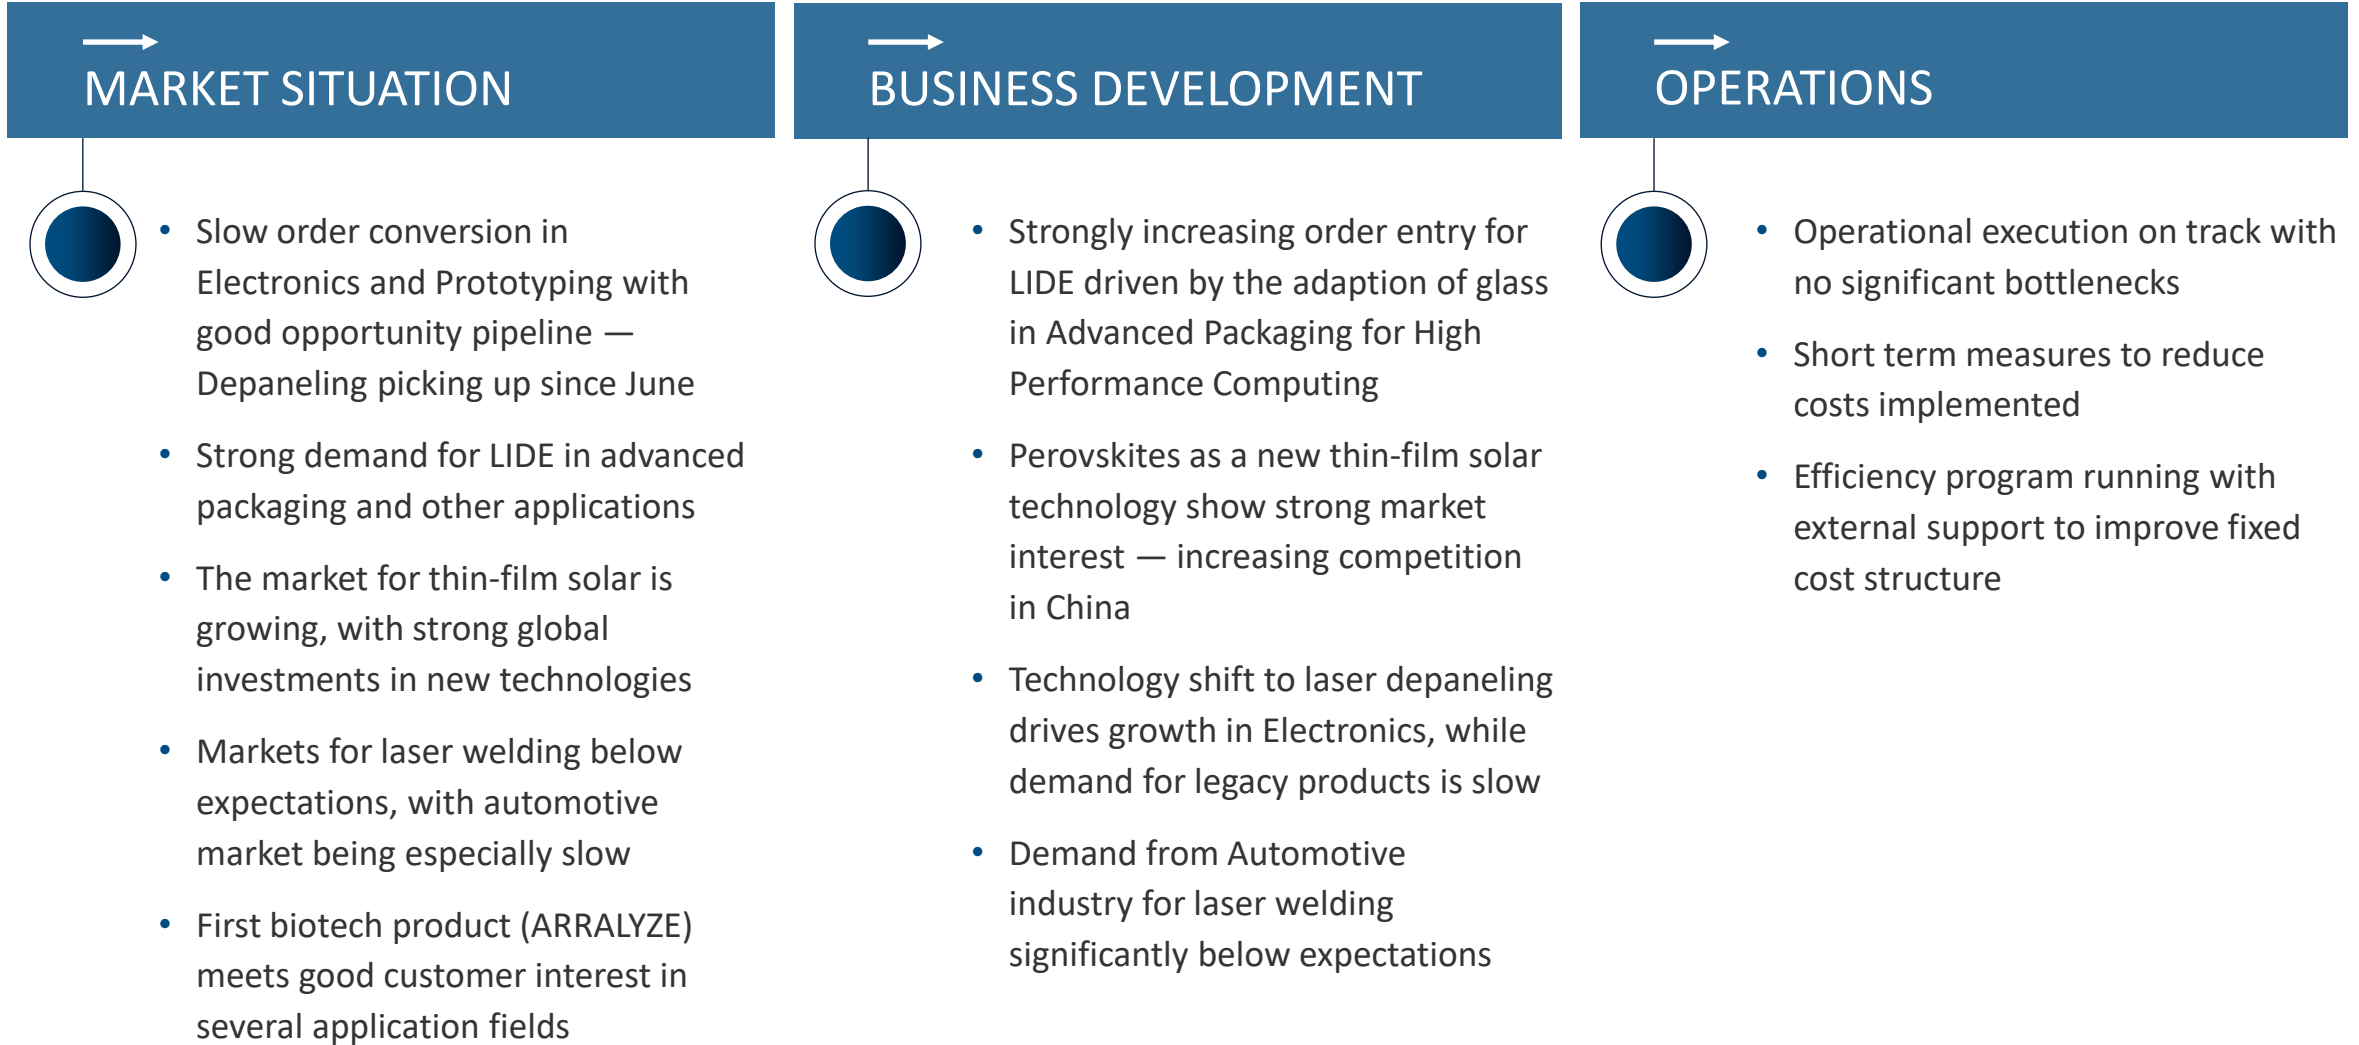 MARKET SITUATION
• Slow order conversion in
Electronics and Prototyping with
good opportunity pipeline —
Depaneling picking up since June
• Strong demand for LIDE in advanced
packaging and other applications
• The market for thin-film solar is
growing, with strong global
investments in new technologies
• Markets for laser welding below
expectations, with automotive
market being especially slow
• First biotech product (ARRALYZE)
meets good customer interest in
several application fields
BUSINESS DEVELOPMENT
• Strongly increasing order entry for
LIDE driven by the adaption of glass
in Advanced Packaging for High
Performance Computing
• Perovskites as a new thin-film solar
technology show strong market
interest — increasing competition
in China
• Technology shift to laser depaneling
drives growth in Electronics, while
demand for legacy products is slow
• Demand from Automotive
industry for laser welding
significantly below expectations
OPERATIONS
• Operational execution on track with
no significant bottlenecks
• Short term measures to reduce
costs implemented
• Efficiency program running with
external support to improve fixed
cost structure